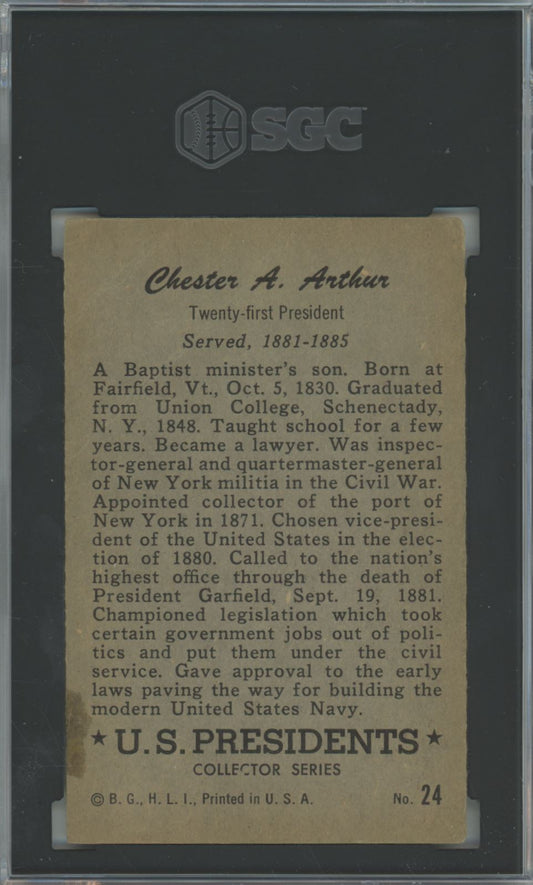 SGC
Chester A. Arthur
Twenty-first President
Served, 1881-1885
A Baptist minister's son. Born at
Fairfield, Vt., Oct. 5, 1830. Graduated
from Union College, Schenectady,
N. Y., 1848. Taught school for a few
years. Became a lawyer. Was inspec-
tor-general and quartermaster-general
of New York militia in the Civil War.
Appointed collector of the port of
New York in 1871. Chosen vice-presi-
dent of the United States in the elec-
tion of 1880. Called to the nation's
highest office through the death of
President Garfield, Sept. 19, 1881.
Championed legislation which took
certain government jobs out of poli-
tics and put them under the civil
service. Gave approval to the early
laws paving the way for building the
modern United States Navy.
★ U.S. PRESIDENTS ★
COLLECTOR SERIES
© B. G., H. L. I., Printed in U. S. A. No. 24